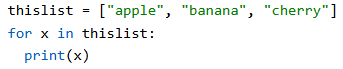 thislist = ["apple", "banana", "cherry"]
for x in thislist:
  print(x)